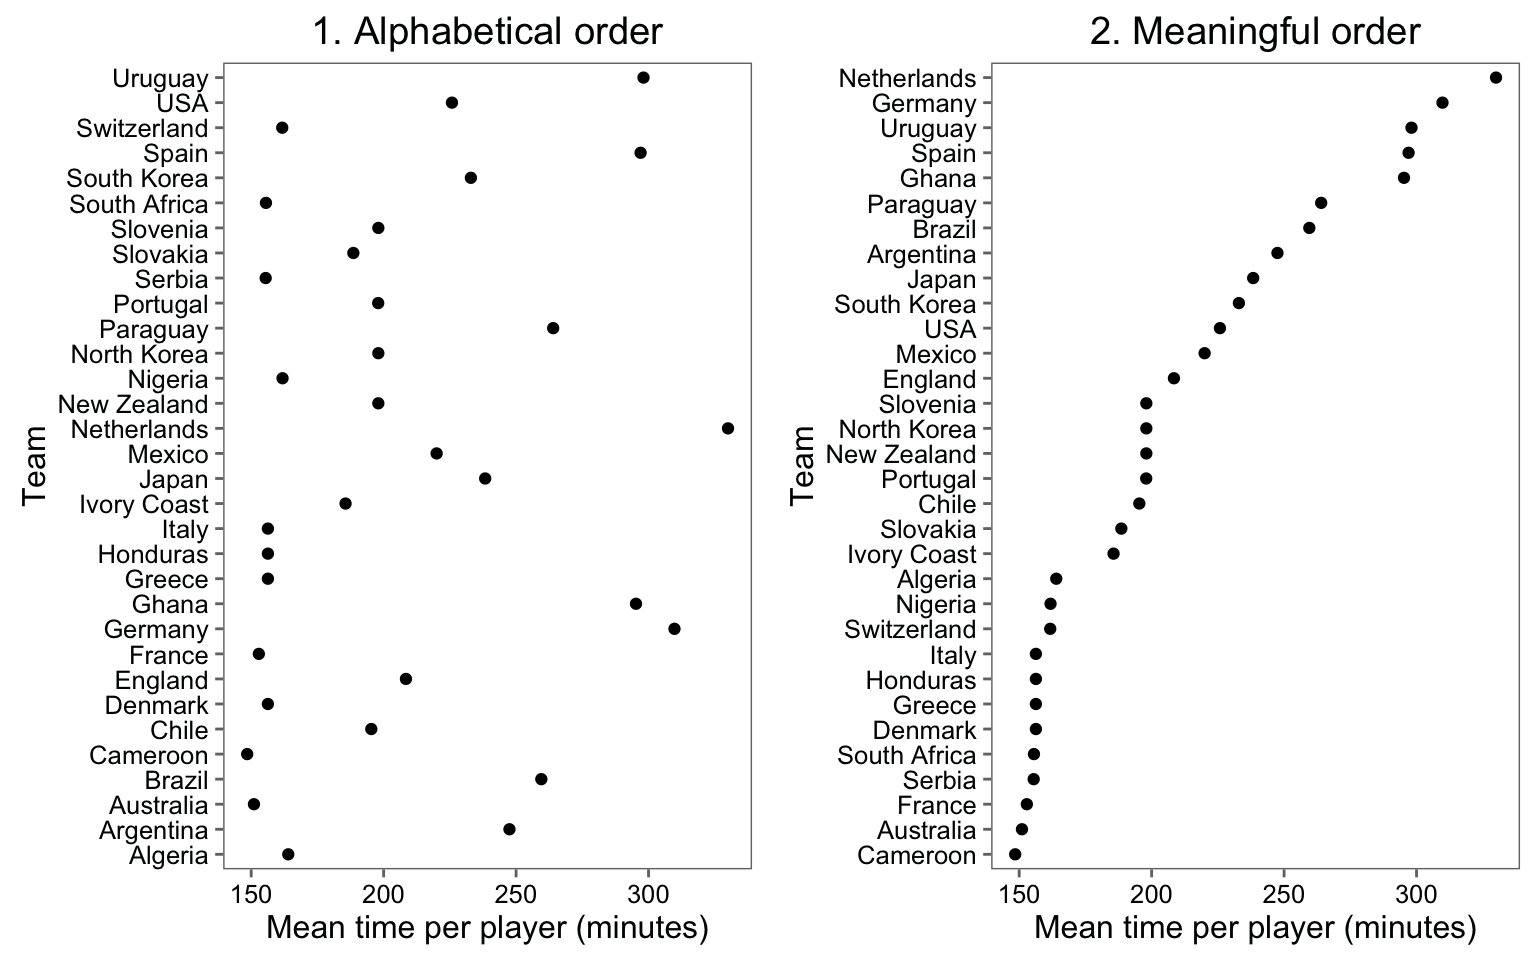 1. Alphabetical order
Team
Uruguay
USA
Switzerland
Spain
South Korea
South Africa
Slovenia
Slovakia
Serbia
Portugal
Paraguay
North Korea
Nigeria
New Zealand
Netherlands
Mexico
Japan
Ivory Coast
Italy
Honduras
Greece
Ghana
Germany
France
England
Denmark
Chile
Cameroon
Brazil
Australia
Argentina
Algeria
150 200 250 300
Mean time per player (minutes)
2. Meaningful order
Team
Netherlands
Germany
Uruguay
Spain
Ghana
Paraguay
Brazil
Argentina
Japan
South Korea
USA
Mexico
England
Slovenia
North Korea
New Zealand
Portugal
Chile
Slovakia
Ivory Coast
Algeria
Nigeria
Switzerland
Italy
Honduras
Greece
Denmark
South Africa
Serbia
France
Australia
Cameroon
150 200 250 300
Mean time per player (minutes)